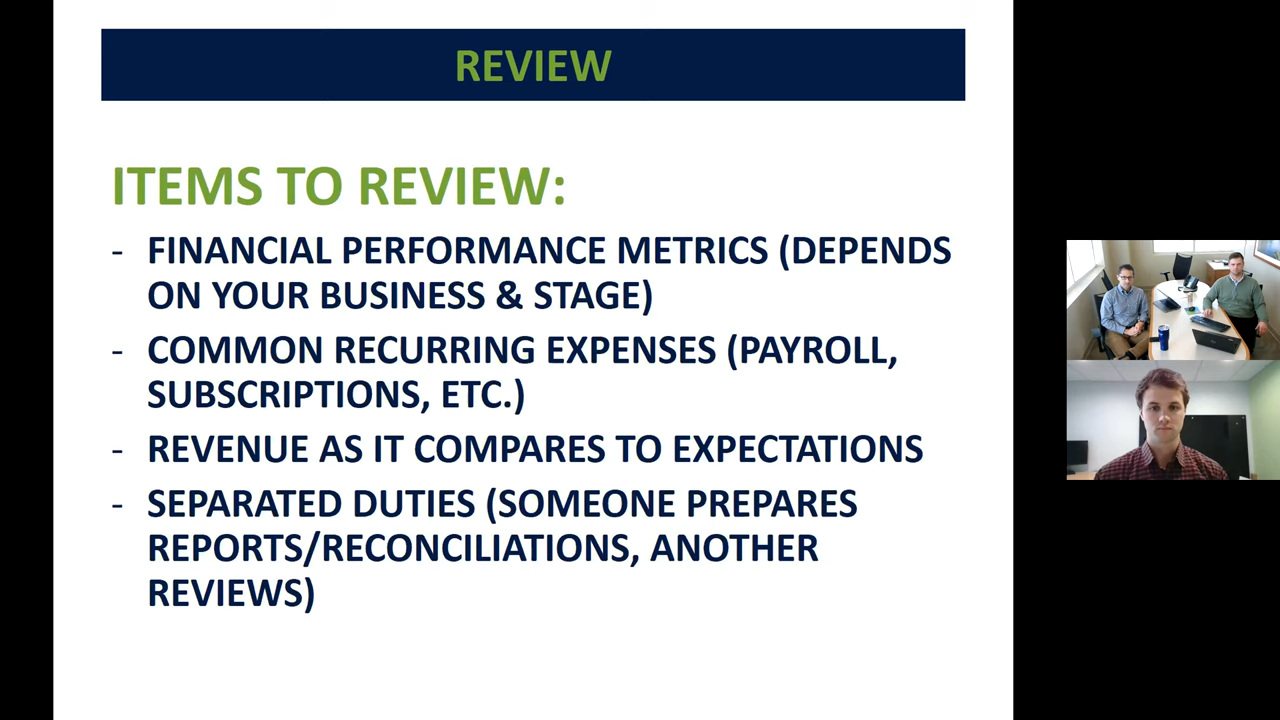 REVIEW
ITEMS TO REVIEW:
- FINANCIAL PERFORMANCE METRICS (DEPENDS
ON YOUR BUSINESS & STAGE)
- COMMON RECURRING EXPENSES (PAYROLL,
SUBSCRIPTIONS, ETC.)
- REVENUE AS IT COMPARES TO EXPECTATIONS
- SEPARATED DUTIES (SOMEONE PREPARES
REPORTS/RECONCILIATIONS, ANOTHER
REVIEWS)